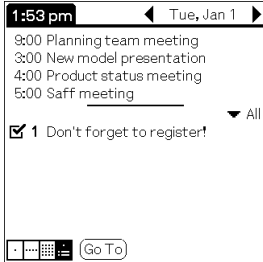 1:53 pm Tue, Jan 1
9:00 Planning team meeting
3:00 New model presentation
4:00 Product status meeting
5:00 Saff meeting
All
1 Don't forget to register!
Go To